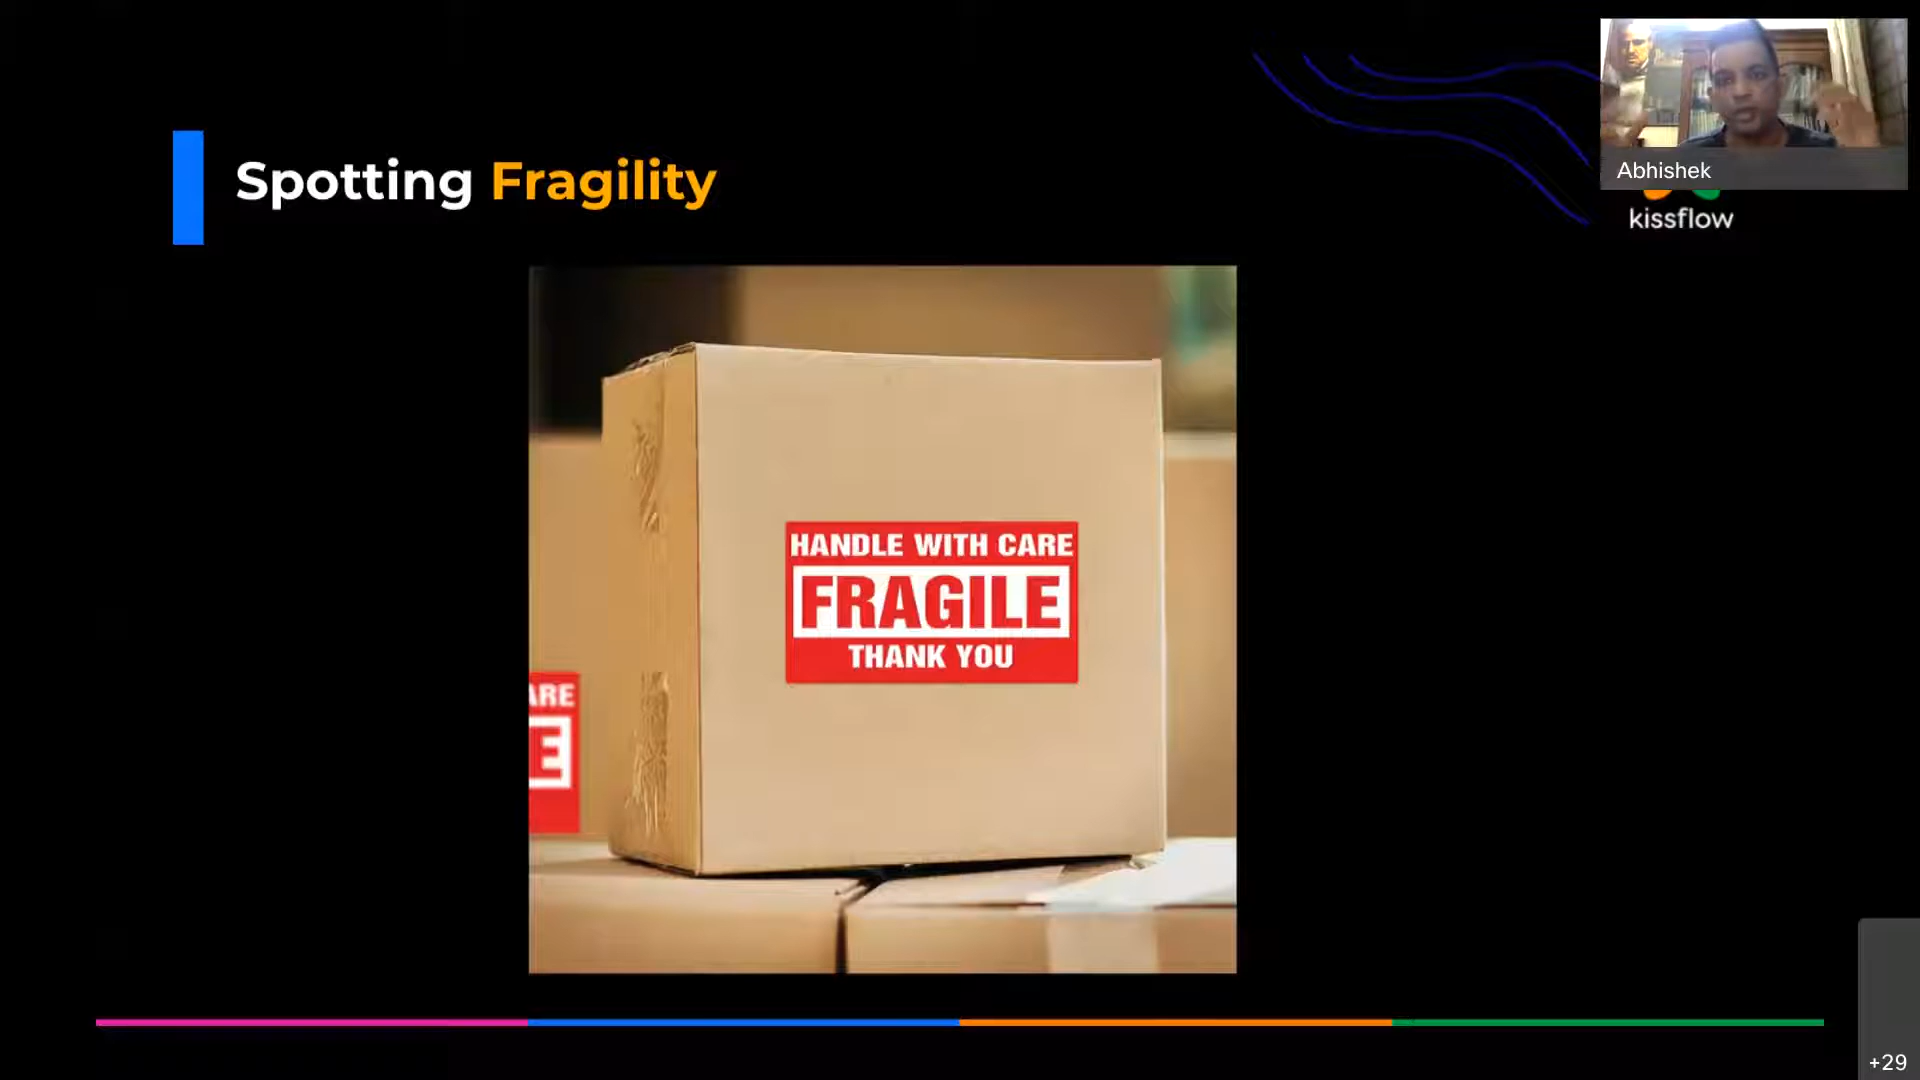 Spotting Fragility
Abhishek
kissflow
HANDLE WITH CARE
FRAGILE
THANK YOU
ARE
E
+29